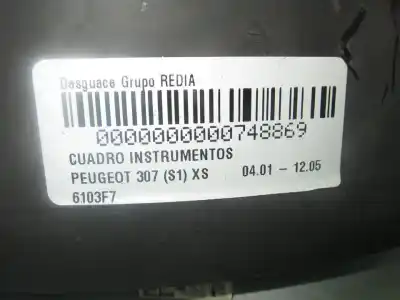 Desguace Grupo REDIA
0000000000748869
CUADRO INSTRUMENTOS
PEUGEOT 307 (S1) XS 04.01 – 12.05
6103F7